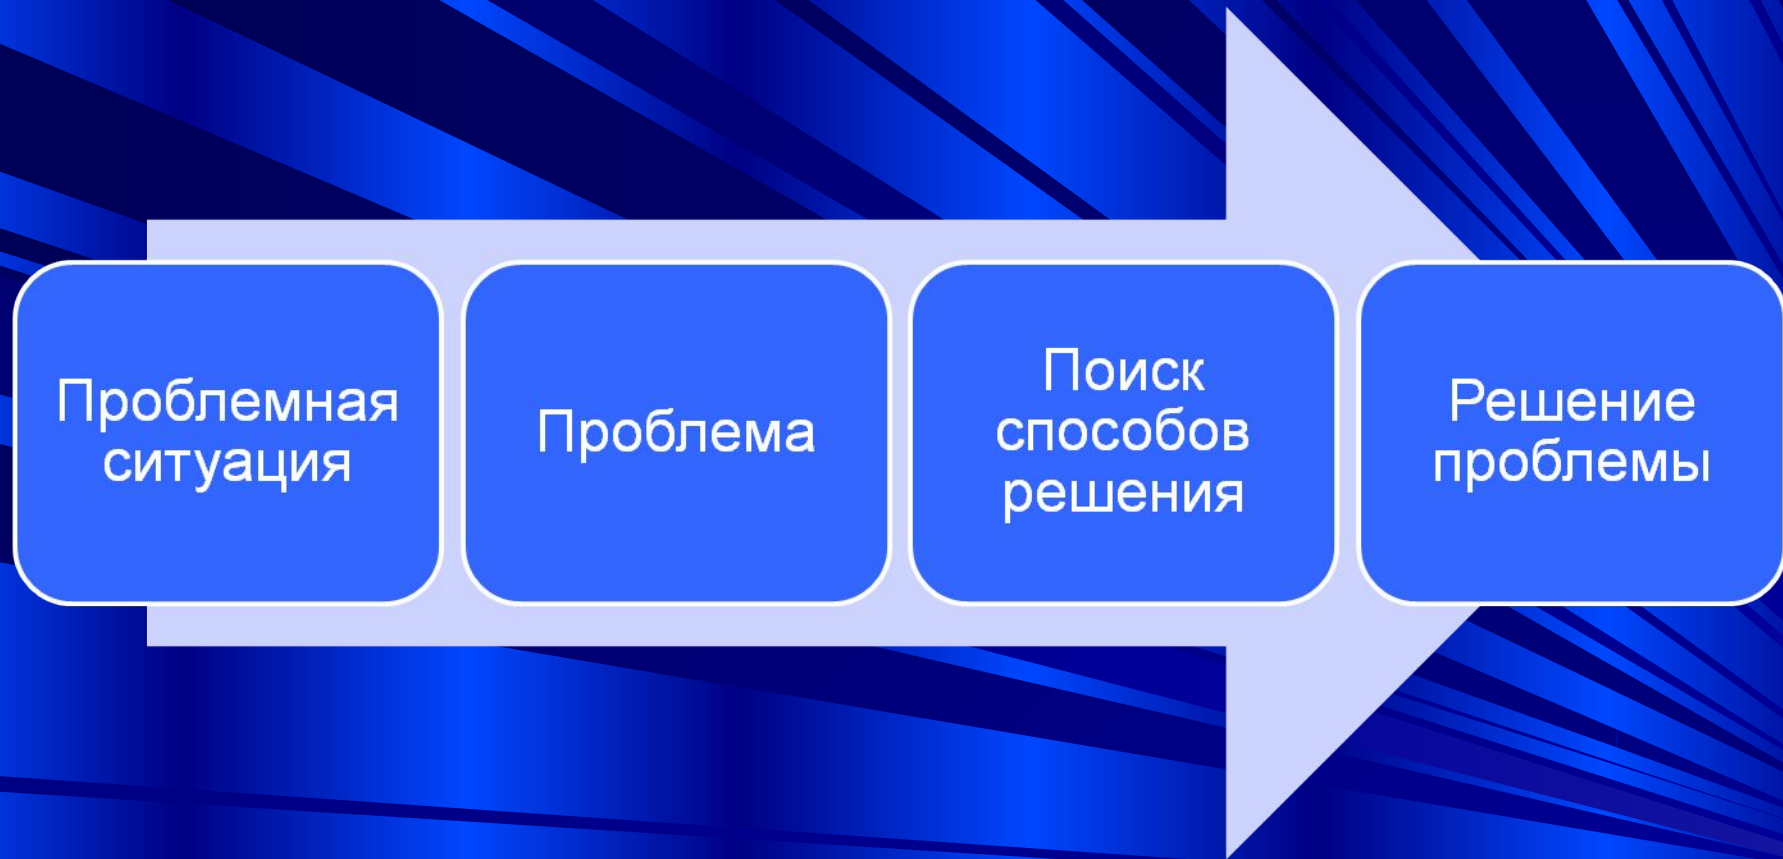 Проблемная
ситуация
Проблема
Поиск
способов
решения
Решение
проблемы